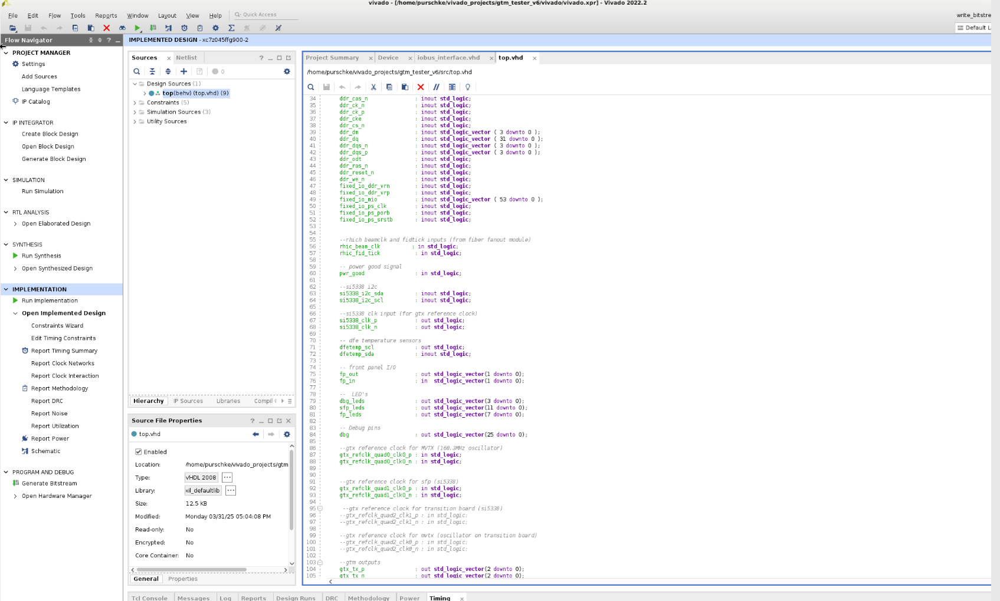 vivado - [/home/purschke/vivado_projects/gtm_tester_v6/vivado/vivado.xpr] - Vivado 2022.2
File Edit Flow Tools Reports Window Layout View Help Quick Access
write_bitstre
Default L
Flow Navigator
PROJECT MANAGER
Settings
Add Sources
Language Templates
IP Catalog
IP INTEGRATOR
Create Block Design
Open Block Design
Generate Block Design
SIMULATION
Run Simulation
RTL ANALYSIS
Open Elaborated Design
SYNTHESIS
Run Synthesis
Open Synthesized Design
IMPLEMENTATION
Run Implementation
Open Implemented Design
Constraints Wizard
Edit Timing Constraints
Report Timing Summary
Report Clock Networks
Report Clock Interaction
Report Methodology
Report DRC
Report Noise
Report Utilization
Report Power
Schematic
PROGRAM AND DEBUG
Generate Bitstream
Open Hardware Manager
IMPLEMENTED DESIGN - xc7z045ffg900-2
Sources Netlist
0
Design Sources (1)
top(behv) (top.vhd) (9)
Constraints (5)
Simulation Sources (3)
Utility Sources
Hierarchy IP Sources Libraries Compil
Source File Properties
top.vhd
Enabled
Location: /home/purschke/vivado_projects/gtm
Type: VHDL 2008
Library: xil_defaultlib
Size: 12.5 KB
Modified: Monday 03/31/25 05:04:08 PM
Read-only: No
Encrypted: No
Core Container: No
General Properties
Project Summary Device iobus_interface.vhd top.vhd
/home/purschke/vivado_projects/gtm_tester_v6/src/top.vhd
34 ddr_cas_n : inout std_logic;
35 ddr_ck_n : inout std_logic;
36 ddr_ck_p : inout std_logic;
37 ddr_cke : inout std_logic;
38 ddr_cs_n : inout std_logic;
39 ddr_dm : inout std_logic_vector ( 3 downto 0 );
40 ddr_dq : inout std_logic_vector ( 31 downto 0 );
41 ddr_dqs_n : inout std_logic_vector ( 3 downto 0 );
42 ddr_dqs_p : inout std_logic_vector ( 3 downto 0 );
43 ddr_odt : inout std_logic;
44 ddr_ras_n : inout std_logic;
45 ddr_reset_n : inout std_logic;
46 ddr_we_n : inout std_logic;
47 fixed_io_ddr_vrn : inout std_logic;
48 fixed_io_ddr_vrp : inout std_logic;
49 fixed_io_mio : inout std_logic_vector ( 53 downto 0 );
50 fixed_io_ps_clk : inout std_logic;
51 fixed_io_ps_porb : inout std_logic;
52 fixed_io_ps_srstb : inout std_logic;
53
54
55 --rhich beamclk and fidtick inputs (from fiber fanout module)
56 rhic_beam_clk : in std_logic;
57 rhic_fid_tick : in std_logic;
58
59 -- power good signal
60 pwr_good : in std_logic;
61
62 --si5338 i2c
63 si5338_i2c_sda : inout std_logic;
64 si5338_i2c_scl : inout std_logic;
65
66 --si5338 clk input (for gtx reference clock)
67 si5338_clk_p : out std_logic;
68 si5338_clk_n : out std_logic;
69
70 -- dfe temperature sensors
71 dfetemp_scl : out std_logic;
72 dfetemp_sda : inout std_logic;
73
74 -- front panel I/O
75 fp_out : out std_logic_vector(1 downto 0);
76 fp_in : in std_logic_vector(1 downto 0);
77
78 -- LED's
79 dbg_leds : out std_logic_vector(3 downto 0);
80 sfp_leds : out std_logic_vector(11 downto 0);
81 fp_leds : out std_logic_vector(7 downto 0);
82
83 -- Debug pins
84 dbg : out std_logic_vector(25 downto 0);
85
86 --gtx reference clock for MVTX (160.3MHz oscillator)
87 gtx_refclk_quad0_clk0_p : in std_logic;
88 gtx_refclk_quad0_clk0_n : in std_logic;
89
90
91 --gtx reference clock for sfp (si5338)
92 gtx_refclk_quad1_clk0_p : in std_logic;
93 gtx_refclk_quad1_clk0_n : in std_logic;
94
95 --gtx reference clock for transition board (si5338)
96 --gtx_refclk_quad2_clk1_p : in std_logic;
97 --gtx_refclk_quad2_clk1_n : in std_logic;
98
99 --gtx reference clock for mvtx (oscillator on transition board)
100 --gtx_refclk_quad2_clk0_p : in std_logic;
101 --gtx_refclk_quad2_clk0_n : in std_logic;
102
103 --gtm outputs
104 gtx_tx_p : out std_logic_vector(2 downto 0);
105 gtx_tx_n : out std_logic_vector(2 downto 0);
Tcl Console Messages Log Reports Design Runs DRC Methodology Power Timing